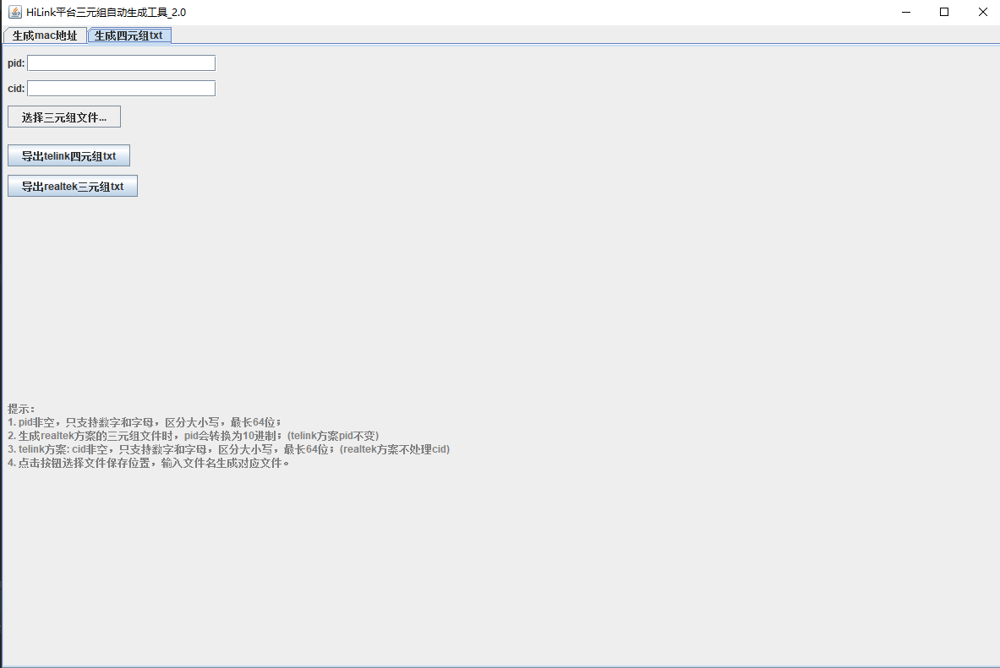 HiLink平台三元组自动生成工具_2.0
生成mac地址 生成四元组txt
pid:
cid:
选择三元组文件...
导出telink四元组txt
导出realtek三元组txt
提示：
1. pid非空，只支持数字和字母，区分大小写，最长64位；
2. 生成realtek方案的三元组文件时，pid会转换为10进制；(telink方案pid不变)
3. telink方案: cid非空，只支持数字和字母，区分大小写，最长64位；(realtek方案不处理cid)
4. 点击按钮选择文件保存位置，输入文件名生成对应文件。